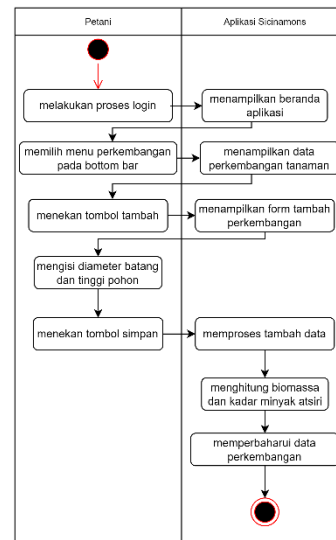 Petani
Aplikasi Sicinamons
melakukan proses login
menampilkan beranda
aplikasi
memilih menu perkembangan
pada bottom bar
menampilkan data
perkembangan tanaman
menekan tombol tambah
menampilkan form tambah
perkembangan
mengisi diameter batang
dan tinggi pohon
menekan tombol simpan
memproses tambah data
menghitung biomassa
dan kadar minyak atsiri
memperbaharui data
perkembangan